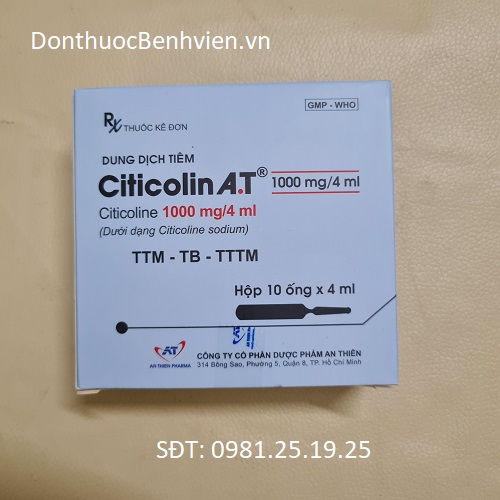 DonthuocBenhvien.vn
GMP - WHO
Rx THUỐC KÊ ĐƠN
DUNG DỊCH TIÊM
Citicolin A.T® 1000 mg/4 ml
Citicoline 1000 mg/4 ml
(Dưới dạng Citicoline sodium)
TTM - TB - TTTM
Hộp 10 ống x 4 ml
AT
AN THIEN PHARMA
CÔNG TY CỔ PHẦN DƯỢC PHẨM AN THIÊN
314 Bông Sao, Phường 5, Quận 8, TP. Hồ Chí Minh
SĐT: 0981.25.19.25